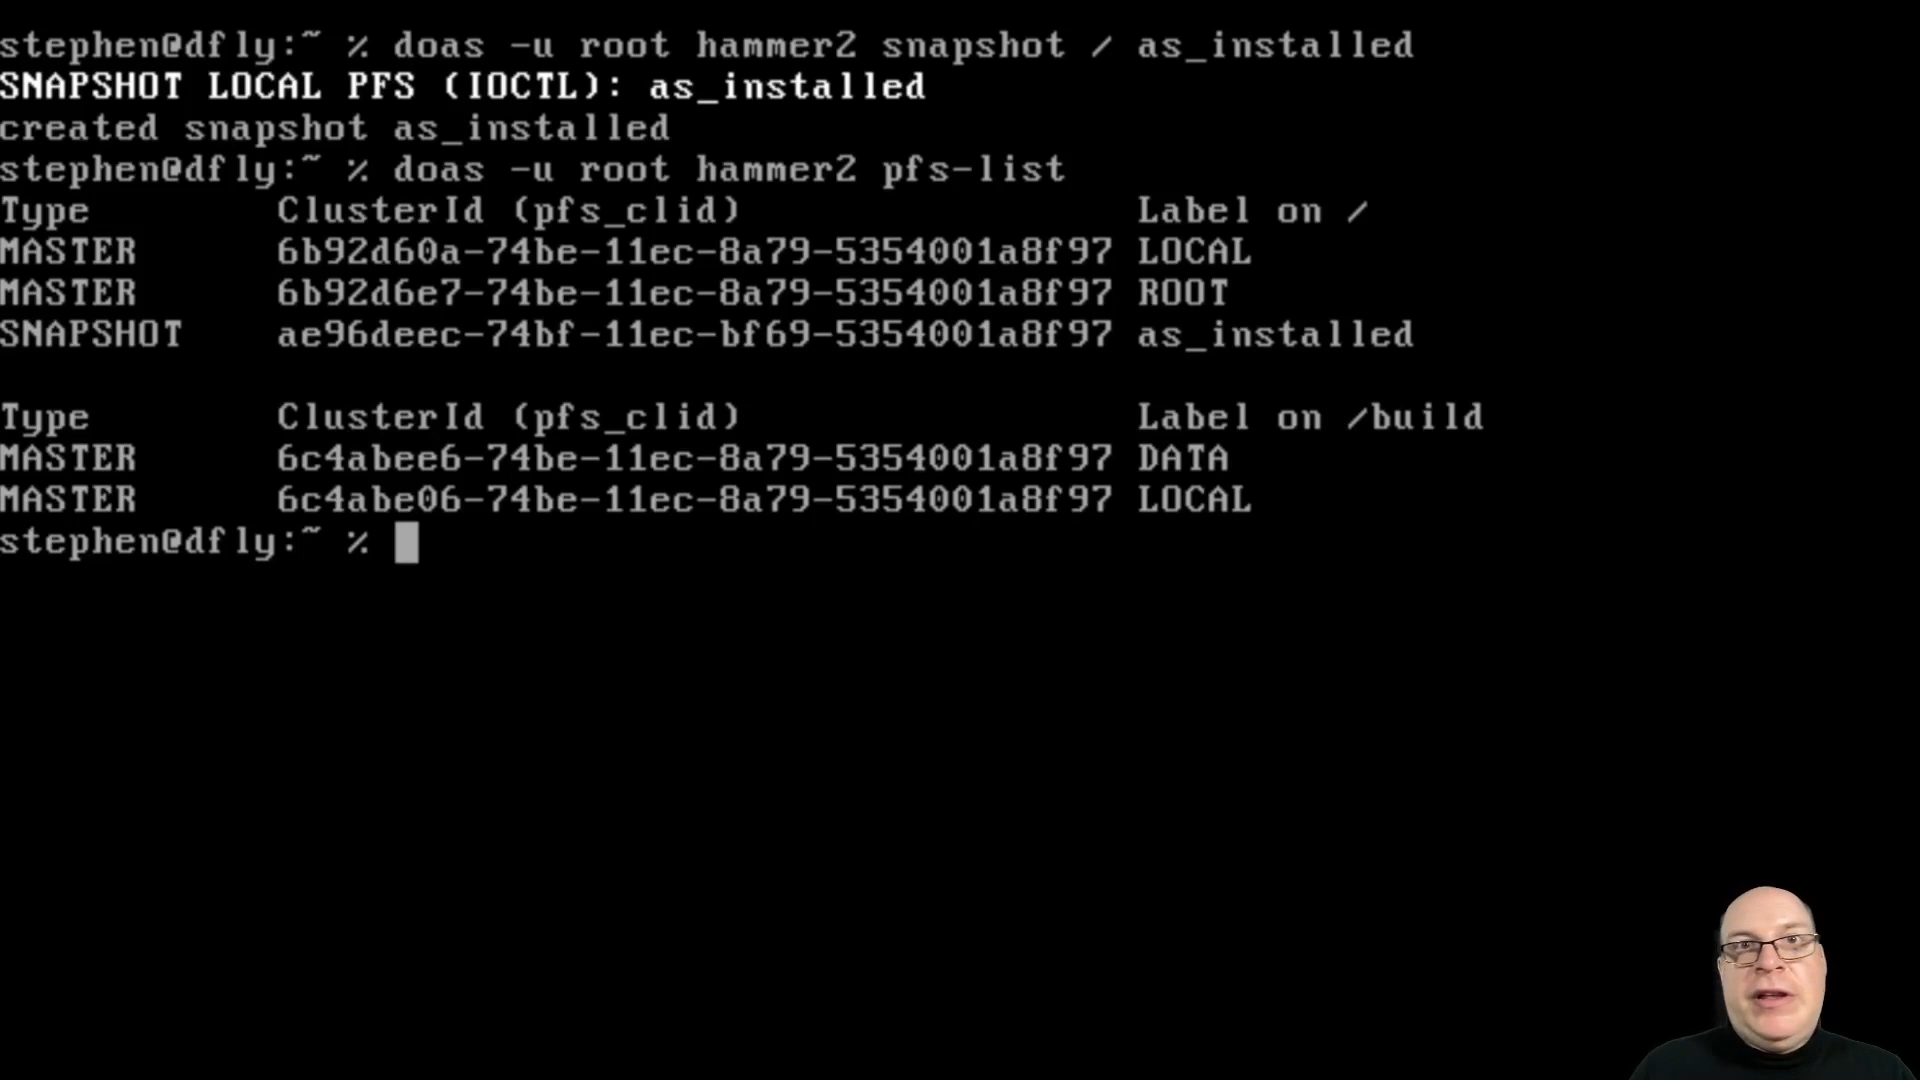 stephen@dfly:~ % doas -u root hammer2 snapshot / as_installed
SNAPSHOT LOCAL PFS (IOCTL): as_installed
created snapshot as_installed
stephen@dfly:~ % doas -u root hammer2 pfs-list
Type        ClusterId (pfs_clid)                 Label on /
MASTER      6b92d60a-74be-11ec-8a79-5354001a8f97 LOCAL
MASTER      6b92d6e7-74be-11ec-8a79-5354001a8f97 ROOT
SNAPSHOT    ae96deec-74bf-11ec-bf69-5354001a8f97 as_installed
Type        ClusterId (pfs_clid)                 Label on /build
MASTER      6c4abee6-74be-11ec-8a79-5354001a8f97 DATA
MASTER      6c4abe06-74be-11ec-8a79-5354001a8f97 LOCAL
stephen@dfly:~ %